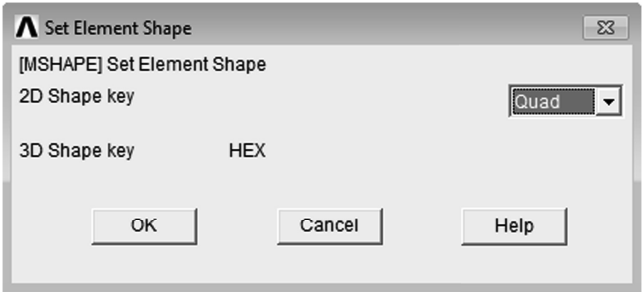 Set Element Shape
[MSHAPE] Set Element Shape
2D Shape key Quad
3D Shape key HEX
OK Cancel Help